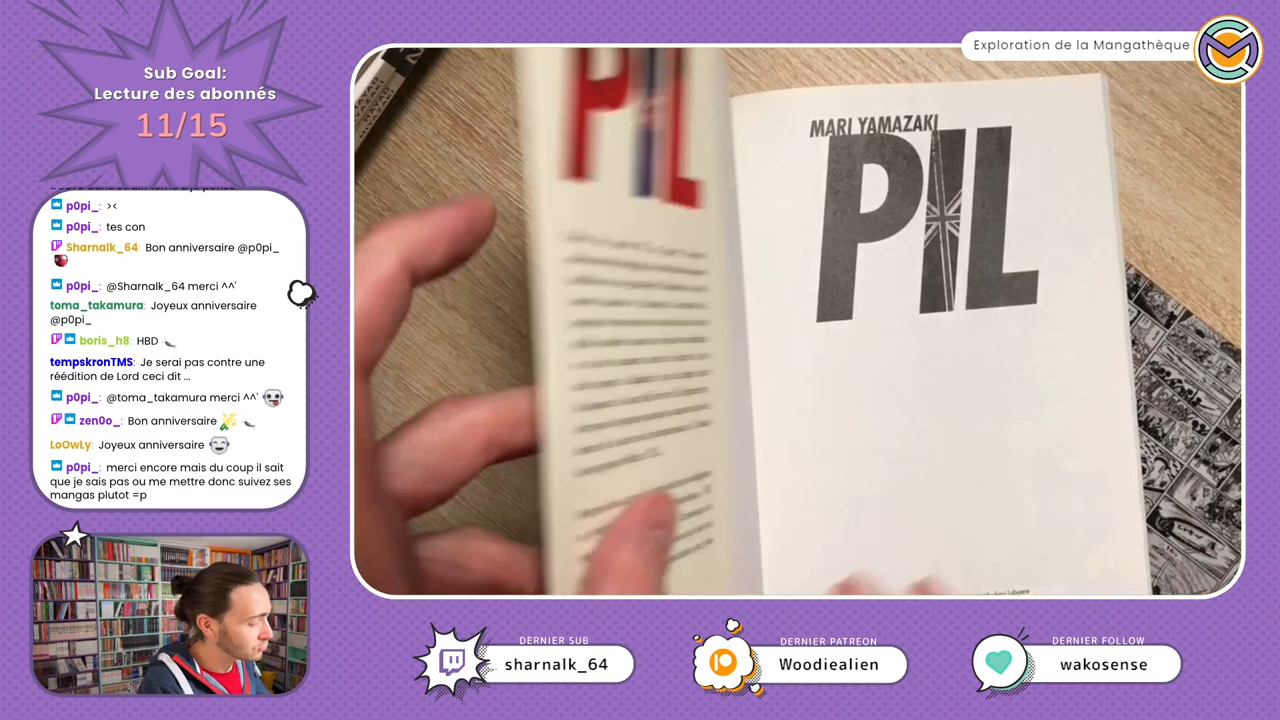 Sub Goal:
Lecture des abonnés
11/15
p0pi_: ><
p0pi_: tes con
Sharnalk_64: Bon anniversaire @p0pi_
p0pi_: @Sharnalk_64 merci ^^'
toma_takamura: Joyeux anniversaire
@p0pi_
boris_h8: HBD
tempskronTMS: Je serai pas contre une
réédition de Lord ceci dit ...
p0pi_: @toma_takamura merci ^^'
zen0o_: Bon anniversaire
LoOwLy: Joyeux anniversaire
p0pi_: merci encore mais du coup il sait
que je sais pas ou me mettre donc suivez ses
mangas plutot =p
Exploration de la Mangathèque
PIL
MARI YAMAZAKI
PIL
DERNIER SUB
sharnalk_64
DERNIER PATREON
Woodiealien
DERNIER FOLLOW
wakosense